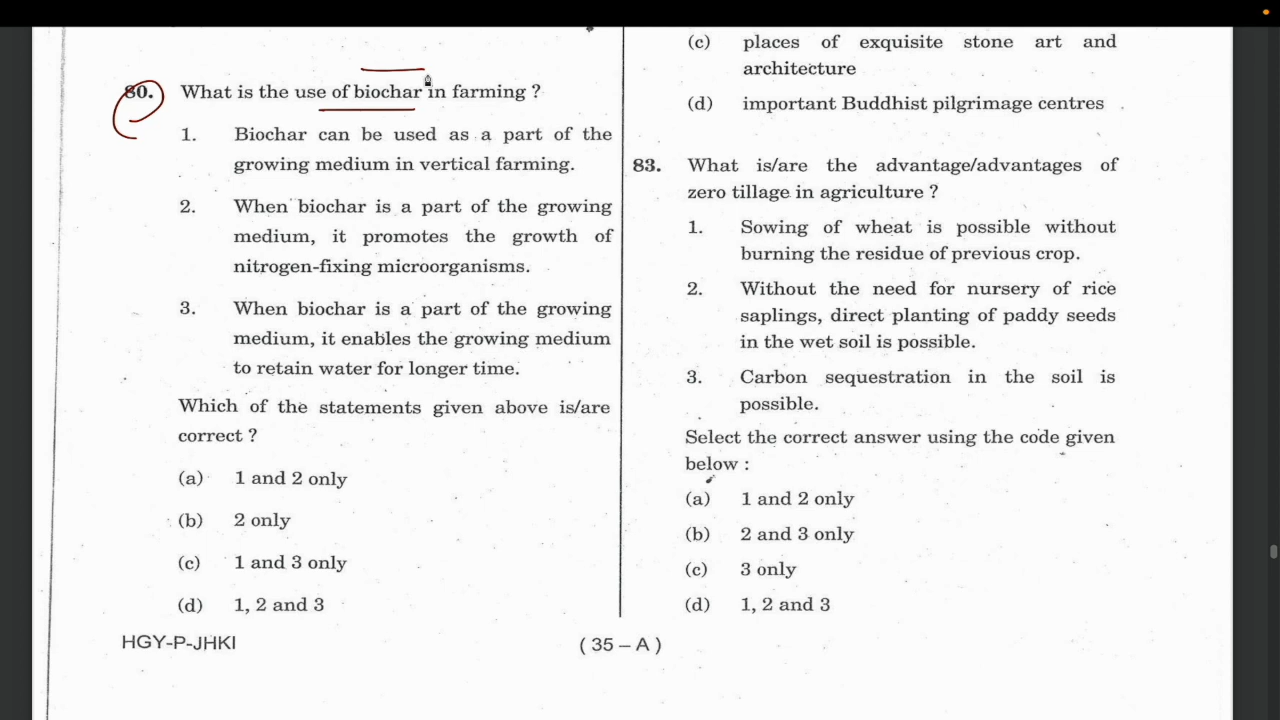 80. What is the use of biochar in farming ?
1. Biochar can be used as a part of the
growing medium in vertical farming.
2. When biochar is a part of the growing
medium, it promotes the growth of
nitrogen-fixing microorganisms.
3. When biochar is a part of the growing
medium, it enables the growing medium
to retain water for longer time.
Which of the statements given above is/are
correct ?
(a) 1 and 2 only
(b) 2 only
(c) 1 and 3 only
(d) 1, 2 and 3
(c) places of exquisite stone art and
architecture
(d) important Buddhist pilgrimage centres
83. What is/are the advantage/advantages of
zero tillage in agriculture ?
1. Sowing of wheat is possible without
burning the residue of previous crop.
2. Without the need for nursery of rice
saplings, direct planting of paddy seeds
in the wet soil is possible.
3. Carbon sequestration in the soil is
possible.
Select the correct answer using the code given
below :
(a) 1 and 2 only
(b) 2 and 3 only
(c) 3 only
(d) 1, 2 and 3
HGY-P-JHKI
( 35 – A )